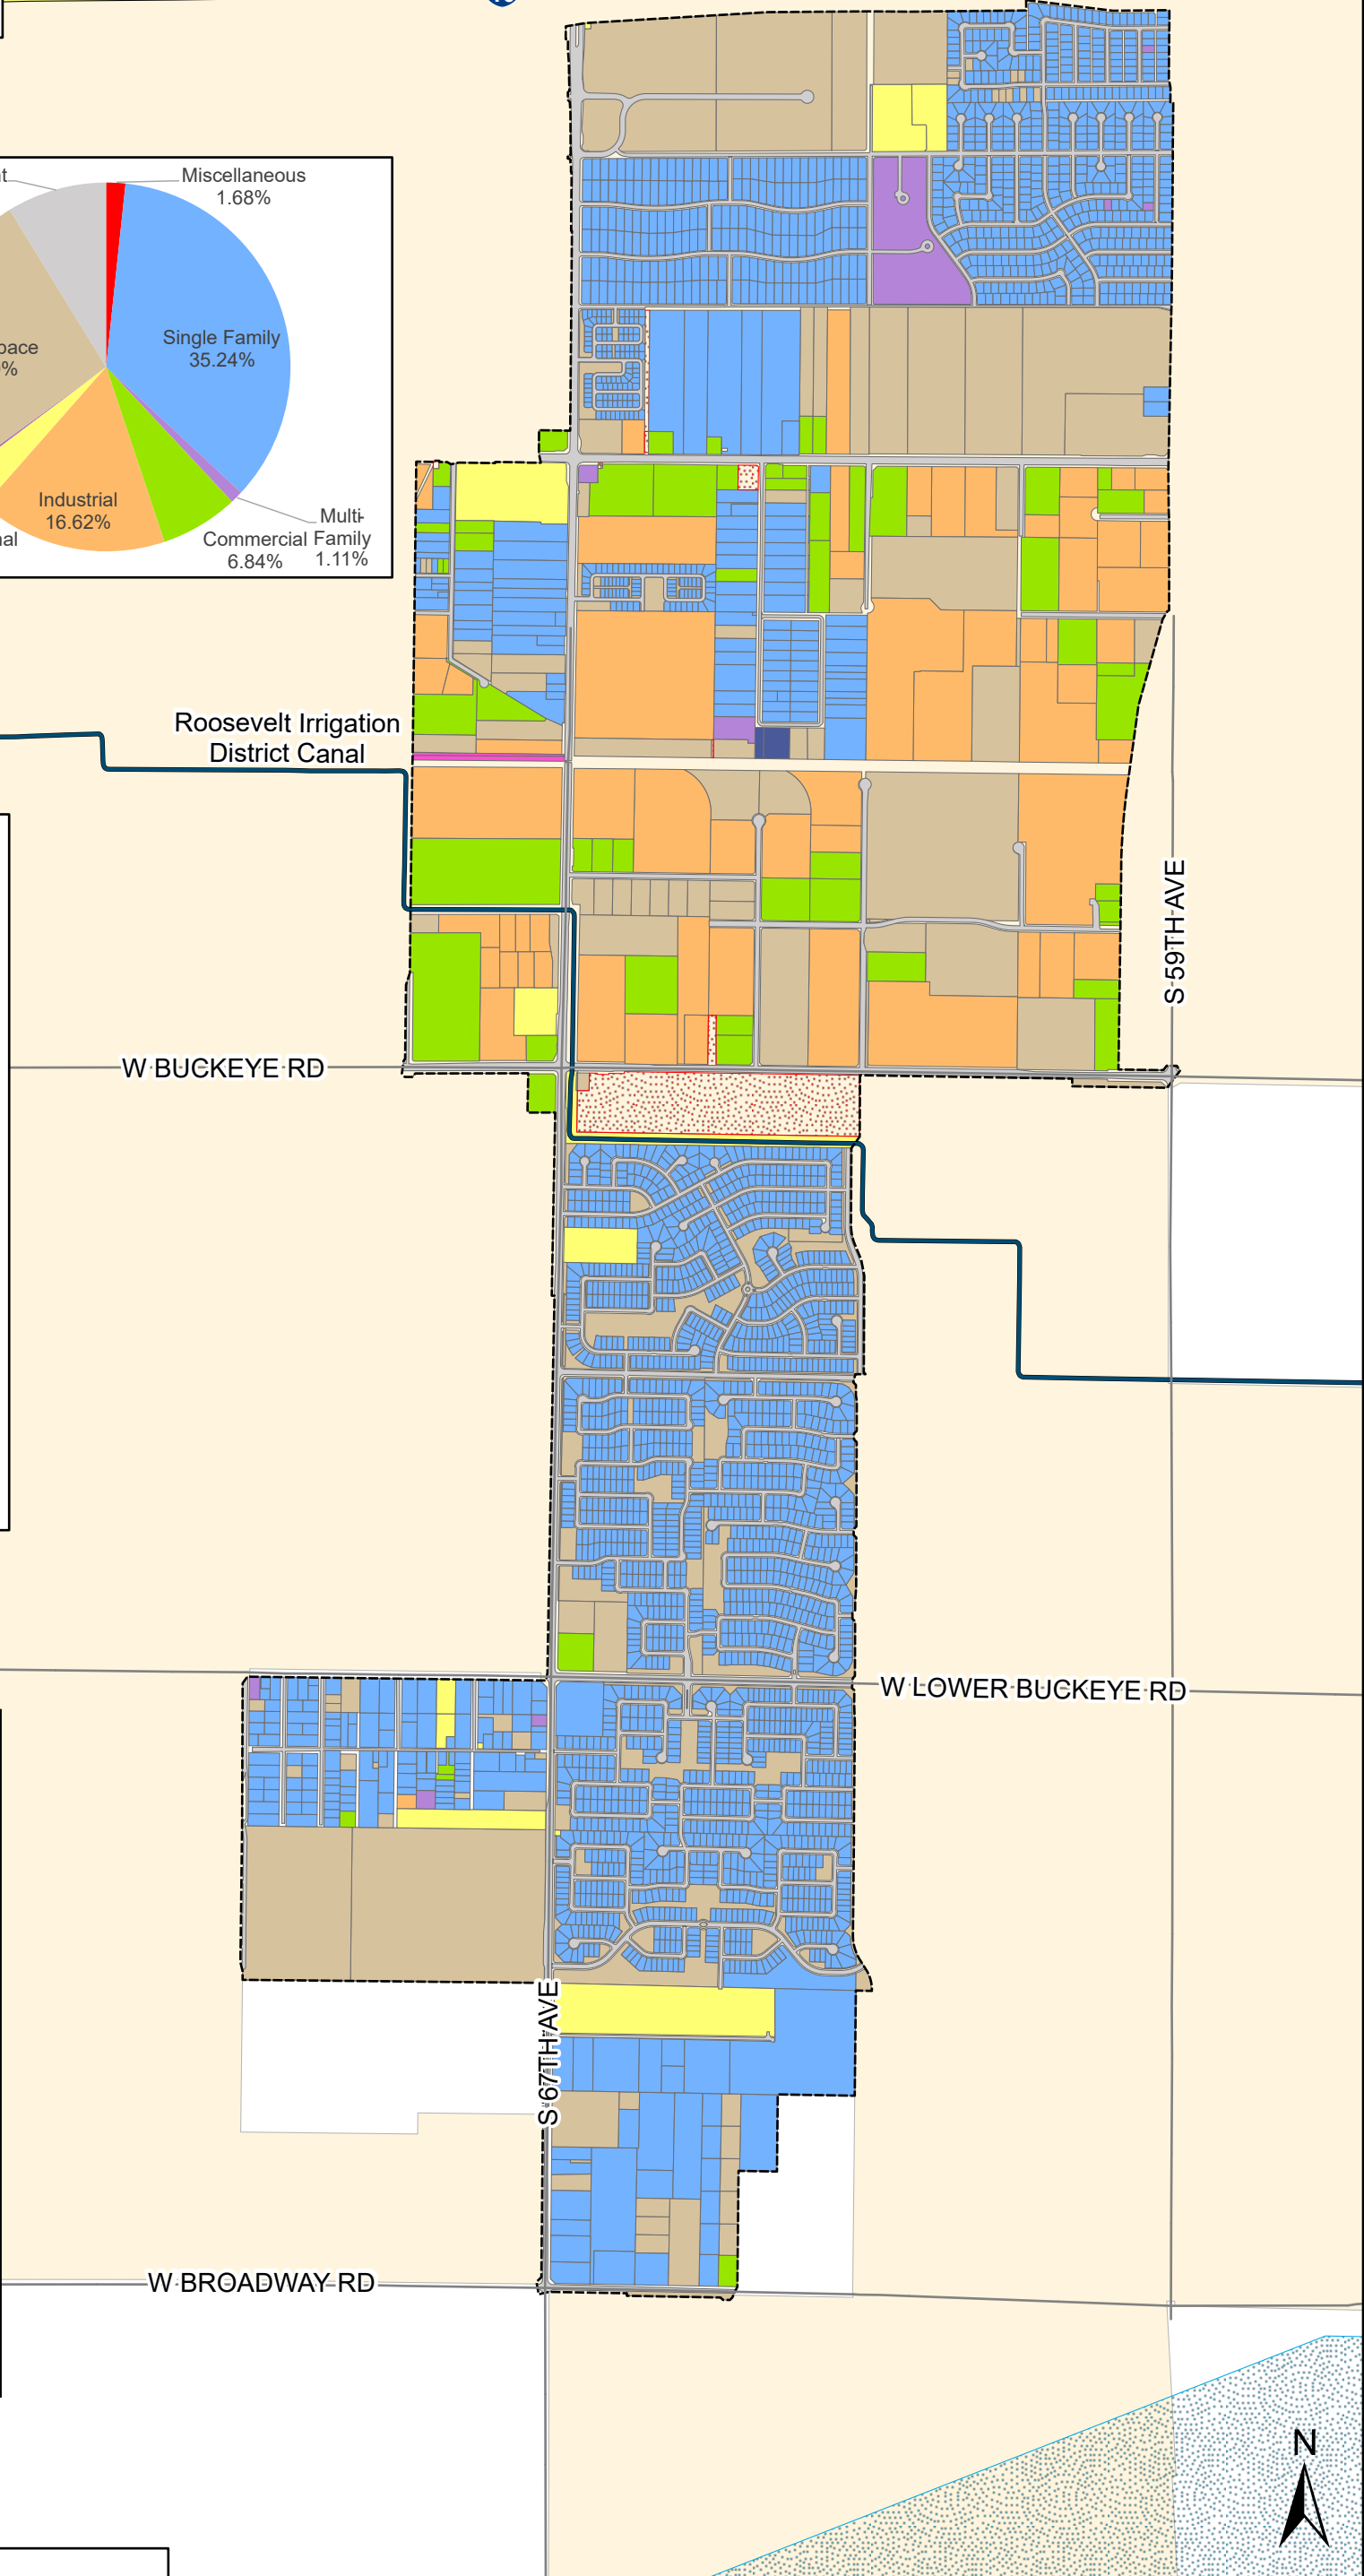 Miscellaneous
1.68%
Single Family
35.24%
Industrial
16.62%
Multi-
Commercial Family
6.84% 1.11%
Roosevelt Irrigation
District Canal
S 59TH AVE
W BUCKEYE RD
W LOWER BUCKEYE RD
S 67TH AVE
W BROADWAY RD
N